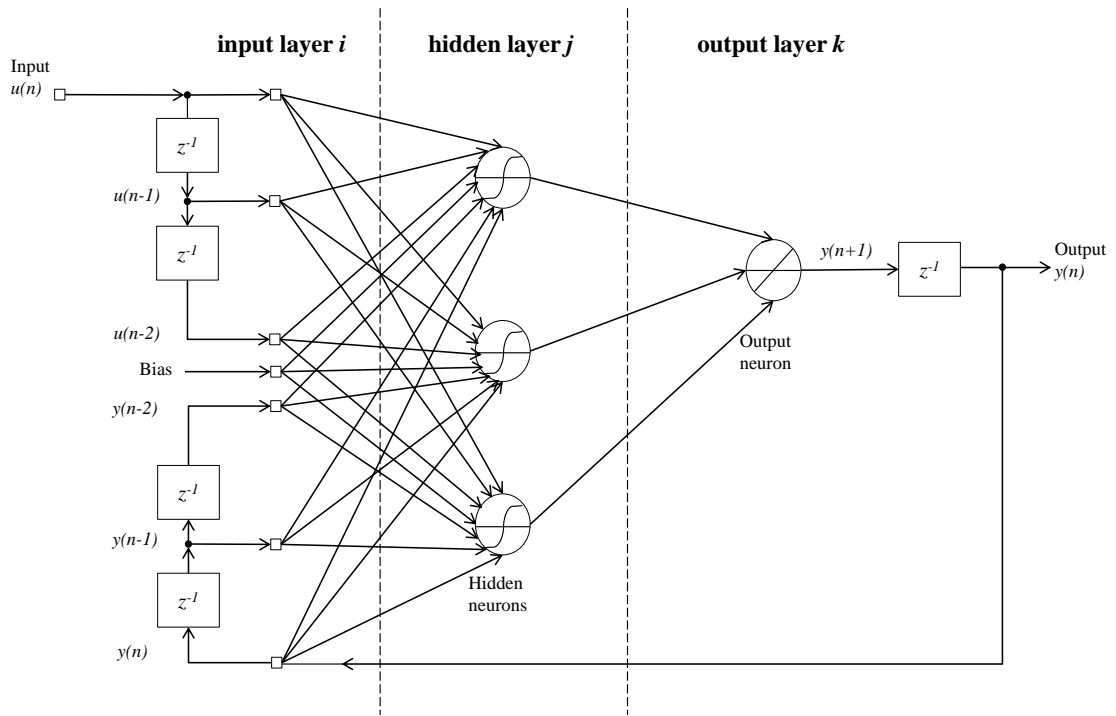 input layer i
hidden layer j
output layer k
Input
u(n)
z-1
u(n-1)
z-1
u(n-2)
Bias
y(n-2)
z-1
y(n-1)
z-1
y(n)
Hidden
neurons
Output
neuron
y(n+1)
z-1
Output
y(n)